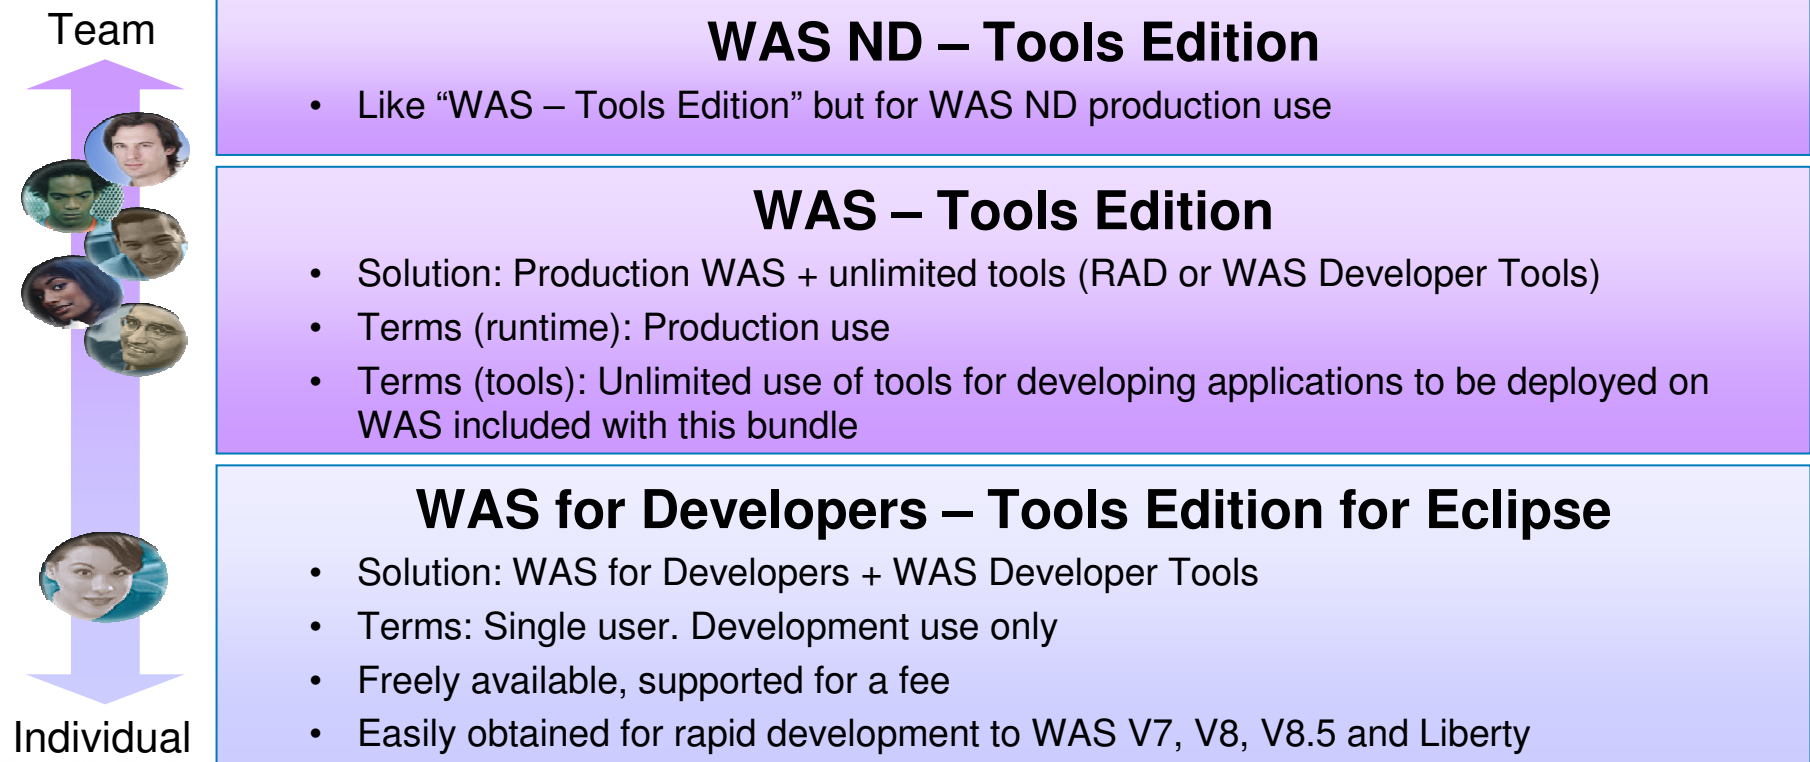 Team
WAS ND – Tools Edition
• Like “WAS – Tools Edition” but for WAS ND production use
WAS – Tools Edition
• Solution: Production WAS + unlimited tools (RAD or WAS Developer Tools)
• Terms (runtime): Production use
• Terms (tools): Unlimited use of tools for developing applications to be deployed on
WAS included with this bundle
WAS for Developers – Tools Edition for Eclipse
• Solution: WAS for Developers + WAS Developer Tools
• Terms: Single user. Development use only
• Freely available, supported for a fee
• Easily obtained for rapid development to WAS V7, V8, V8.5 and Liberty
Individual